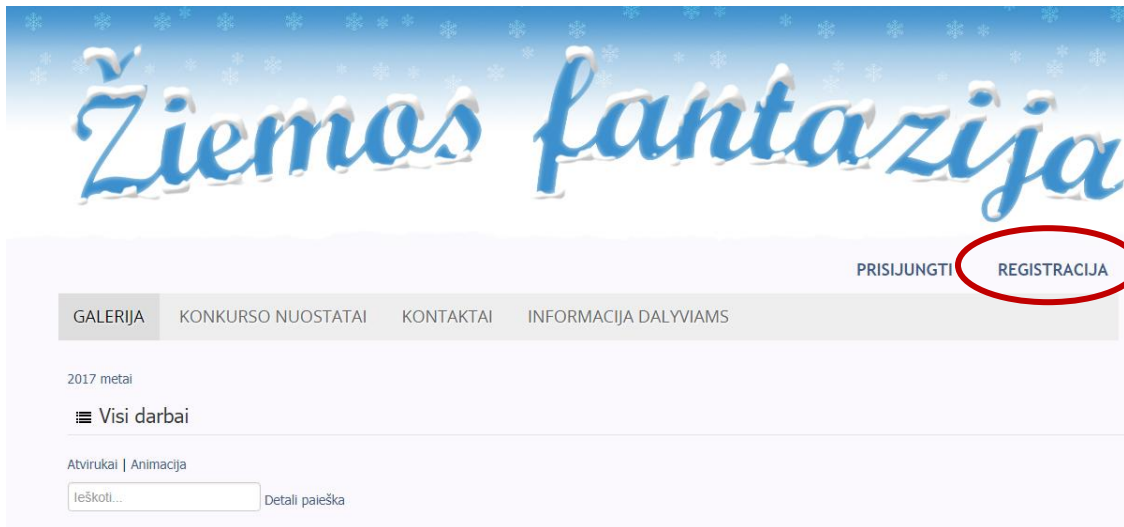 Žiemos fantazija
PRISIJUNGTI REGISTRACIJA
GALERIJA KONKURSO NUOSTATAI KONTAKTAI INFORMACIJA DALYVIAMS
2017 metai
Visi darbai
Atvirukai | Animacija
Ieškoti... Detali paieška